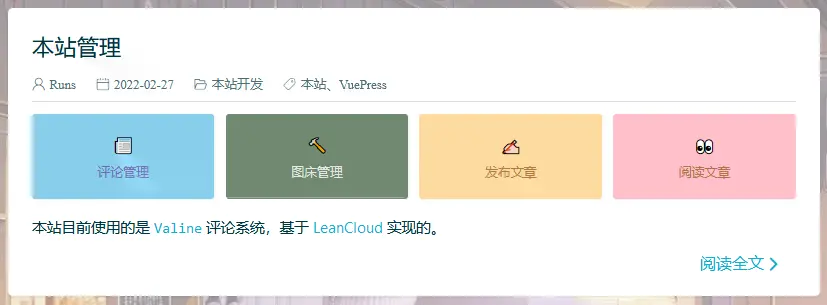 本站管理
Runs 2022-02-27 本站开发 本站、VuePress
评论管理 图床管理 发布文章 阅读文章
本站目前使用的是 Valine 评论系统，基于 LeanCloud 实现的。
阅读全文